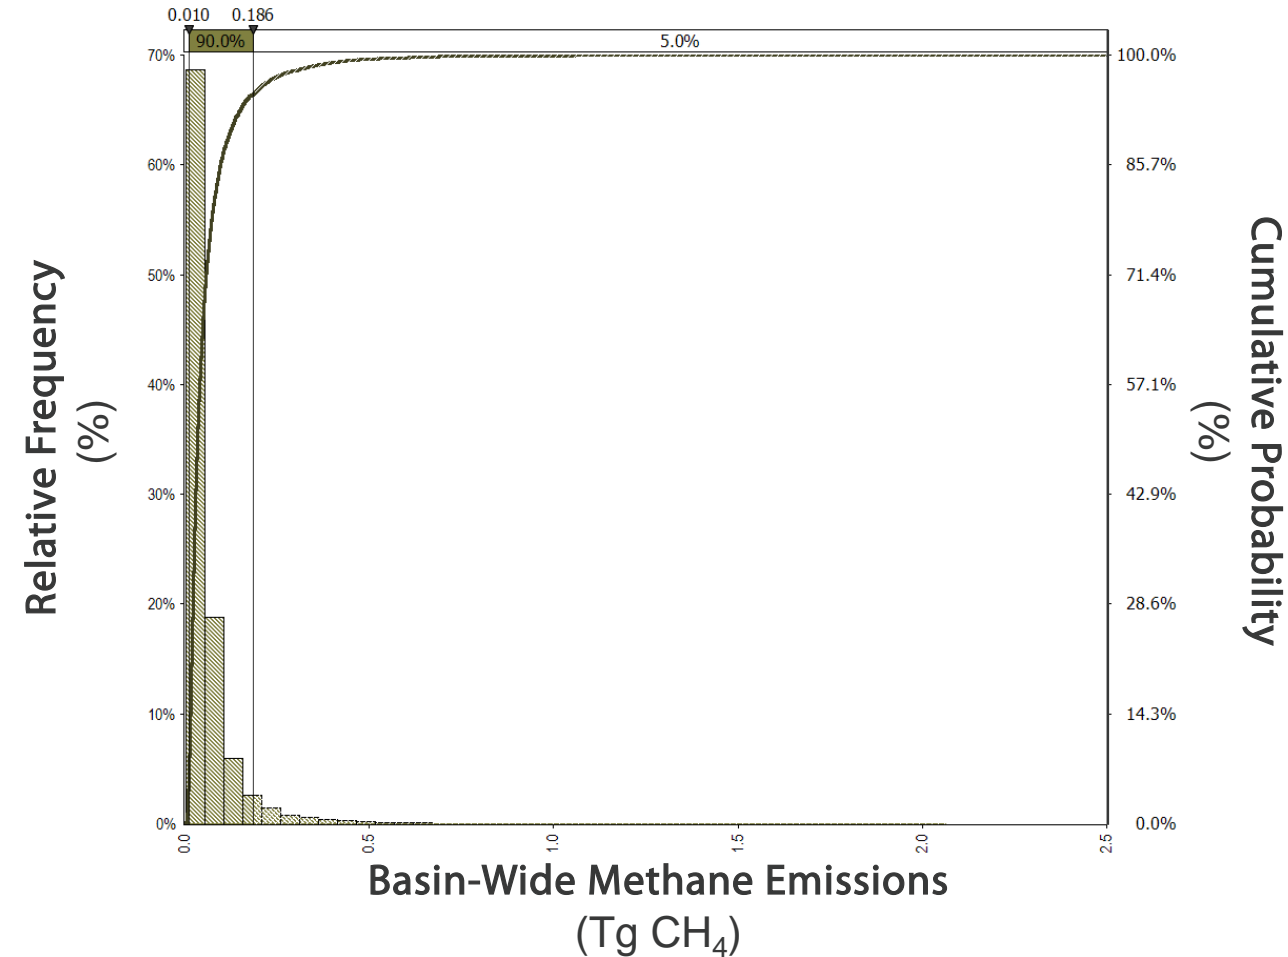 0.010 0.186
90.0% 5.0%
70% 100.0%
60% 85.7%
50% 71.4%
40% 57.1%
30% 42.9%
20% 28.6%
10% 14.3%
0% 0.0%
0.0 0.5 1.0 1.5 2.0 2.5
Relative Frequency
(%)
Cumulative Probability
(%)
Basin-Wide Methane Emissions
(Tg CH₄)